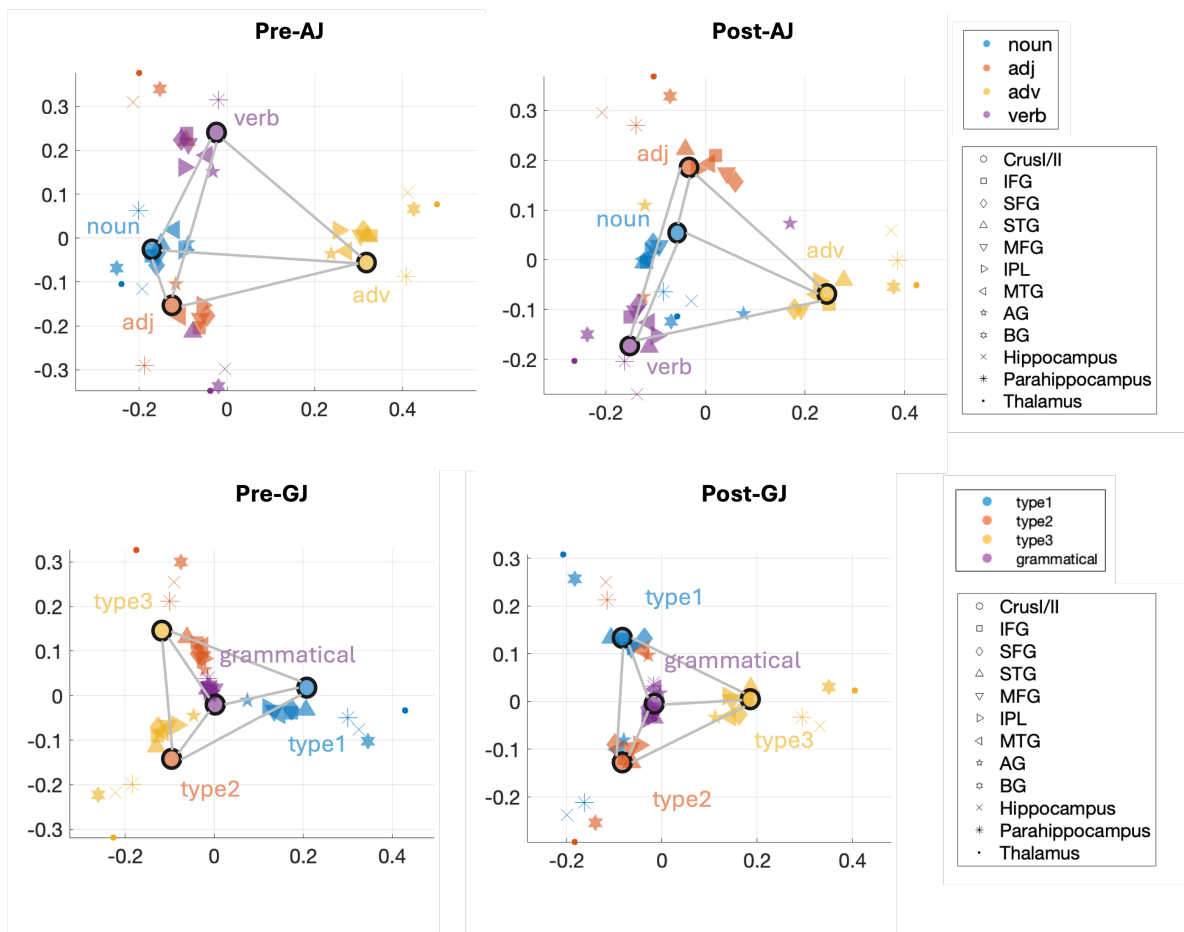 Pre-AJ
0.3
0.2
0.1
0
-0.1
-0.2
-0.3
-0.2
0
0.2
0.4
verb
noun
adj
adv
Post-AJ
0.3
0.2
0.1
0
-0.1
-0.2
-0.2
0
0.2
0.4
adj
noun
adv
verb
noun
adj
adv
verb
CrusI/II
IFG
SFG
STG
MFG
IPL
MTG
AG
BG
Hippocampus
Parahippocampus
Thalamus
Pre-GJ
0.3
0.2
0.1
0
-0.1
-0.2
-0.3
-0.2
0
0.2
0.4
type3
grammatical
type1
type2
Post-GJ
0.3
0.2
0.1
0
-0.1
-0.2
-0.2
0
0.2
0.4
type1
grammatical
type3
type2
type1
type2
type3
grammatical
CrusI/II
IFG
SFG
STG
MFG
IPL
MTG
AG
BG
Hippocampus
Parahippocampus
Thalamus